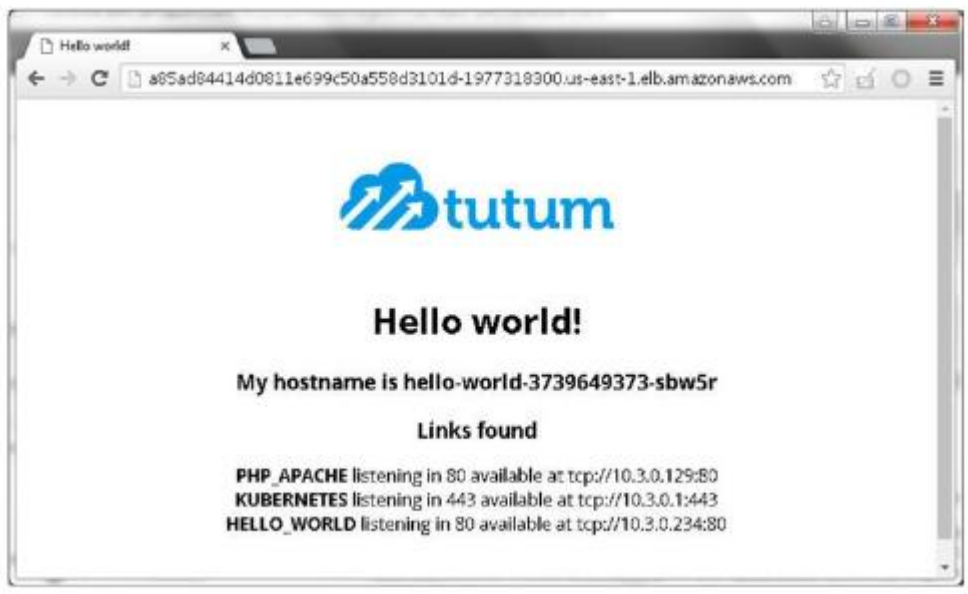 Hello world!
a85ad84414d0811e699c50a558d3101d-1977318300.us-east-1.elb.amazonaws.com
tutum
Hello world!
My hostname is hello-world-3739649373-sbw5r
Links found
PHP_APACHE listening in 80 available at tcp://10.3.0.129:80
KUBERNETES listening in 443 available at tcp://10.3.0.1:443
HELLO_WORLD listening in 80 available at tcp://10.3.0.234:80